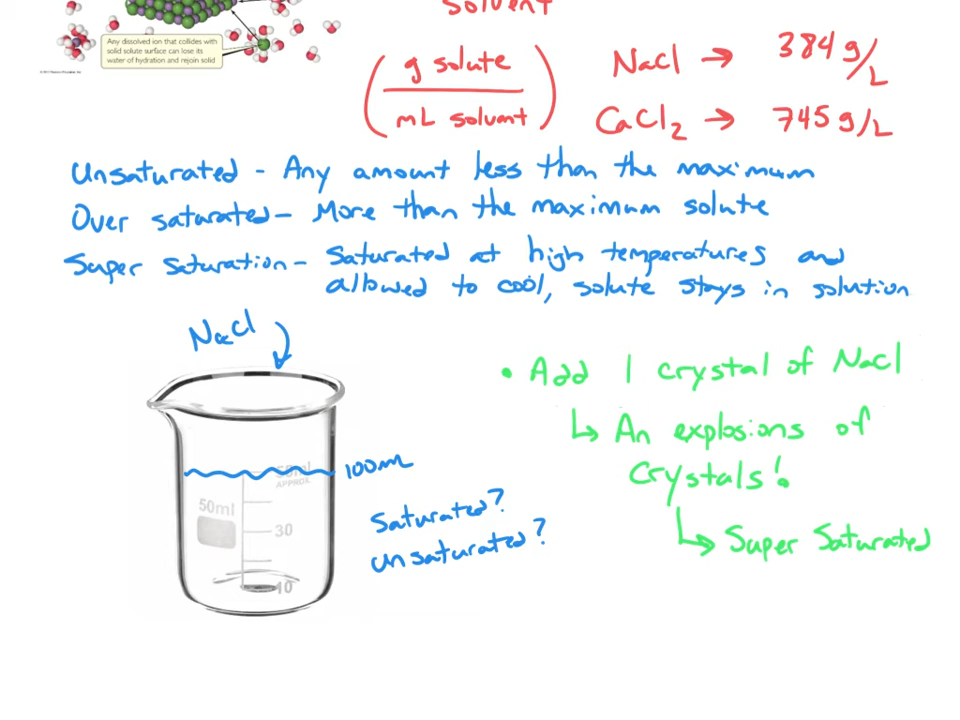 solvent
Any dissolved ion that collides with
solid solute surface can lose its
water of hydration and rejoin solid
g solute
mL solvent
NaCl → 384 g/L
CaCl2 → 745 g/L
Unsaturated - Any amount less than the maximum
Over saturated - More than the maximum solute
Super Saturation - Saturated at high temperatures and
allowed to cool, solute stays in solution
NaCl
• Add 1 crystal of NaCl
↳ An explosions of
crystals!
↳ Super Saturated
100mL
APPROX
50ml
30
10
Saturated?
unsaturated?